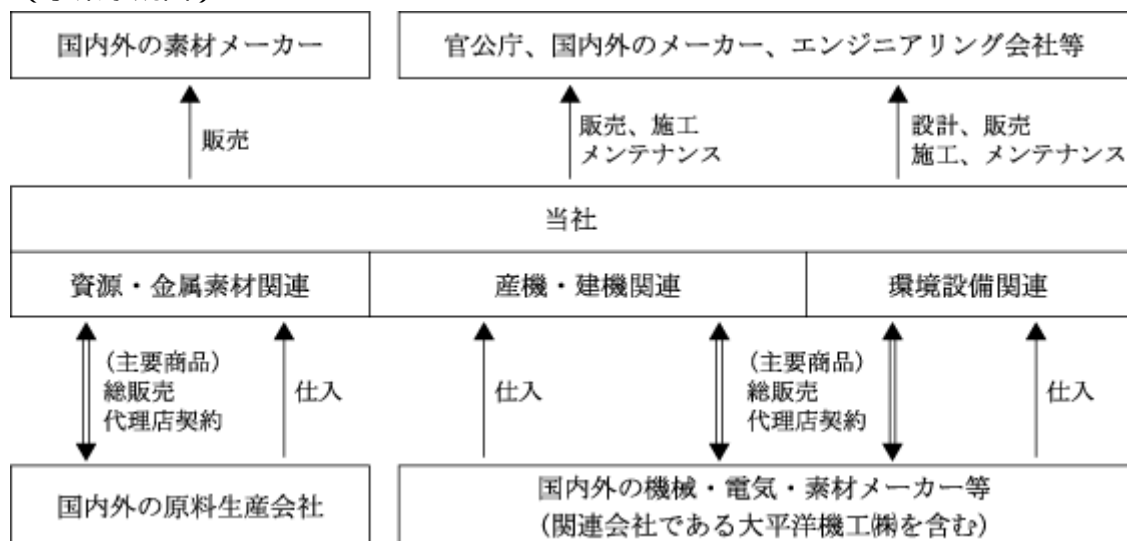 国内外の素材メーカー
官公庁、国内外のメーカー、エンジニアリング会社等
販売
販売、施工
メンテナンス
設計、販売
施工、メンテナンス
当社
資源・金属素材関連
産機・建機関連
環境設備関連
(主要商品)
総販売
代理店契約
仕入
仕入
(主要商品)
総販売
代理店契約
仕入
国内外の原料生産会社
国内外の機械・電気・素材メーカー等
(関連会社である大平洋機工㈱を含む)